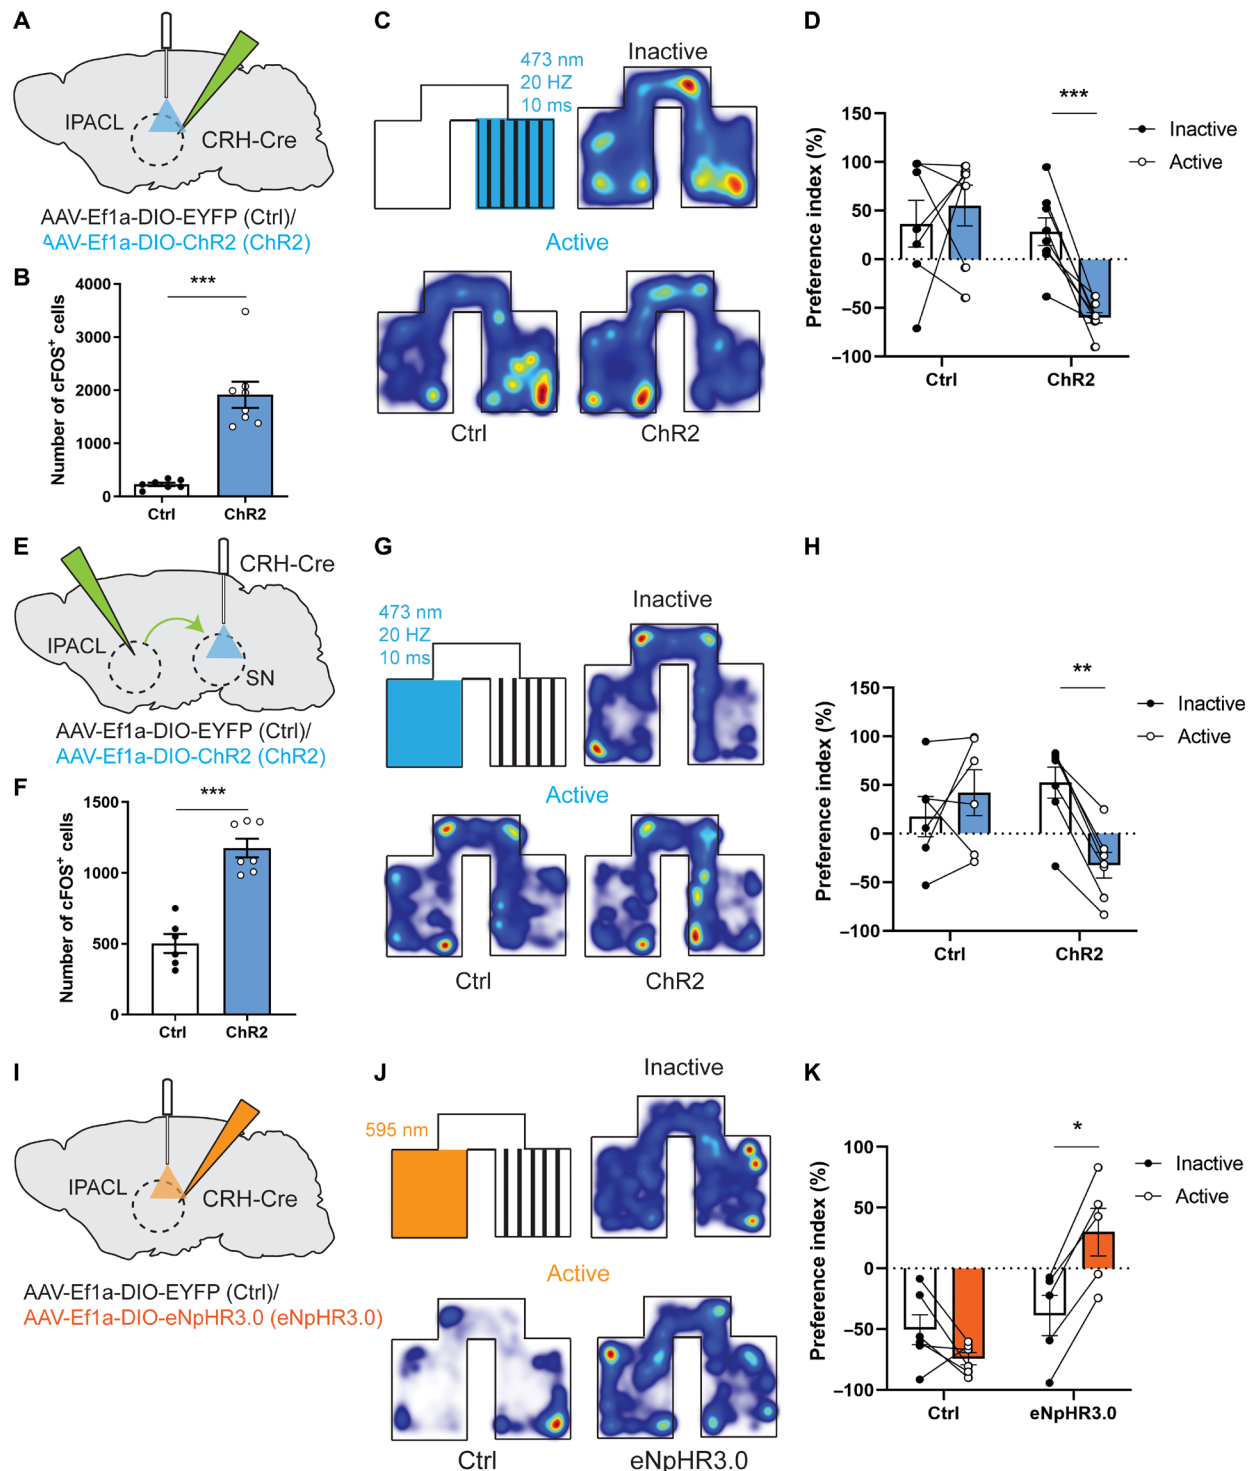 A
IPACL
CRH-Cre
AAV-Ef1a-DIO-EYFP (Ctrl)/
AAV-Ef1a-DIO-ChR2 (ChR2)
B
Number of cFOS+ cells
4000
3000
2000
1000
0
***
Ctrl
ChR2
C
473 nm
20 HZ
10 ms
Inactive
Active
Ctrl
ChR2
D
Preference index (%)
150
100
50
0
−50
−100
***
Inactive
Active
Ctrl
ChR2
E
CRH-Cre
IPACL
SN
AAV-Ef1a-DIO-EYFP (Ctrl)/
AAV-Ef1a-DIO-ChR2 (ChR2)
F
Number of cFOS+ cells
1500
1000
500
0
***
Ctrl
ChR2
G
473 nm
20 HZ
10 ms
Inactive
Active
Ctrl
ChR2
H
Preference index (%)
150
100
50
0
−50
−100
**
Inactive
Active
Ctrl
ChR2
I
IPACL
CRH-Cre
AAV-Ef1a-DIO-EYFP (Ctrl)/
AAV-Ef1a-DIO-eNpHR3.0 (eNpHR3.0)
J
595 nm
Inactive
Active
Ctrl
eNpHR3.0
K
Preference index (%)
100
50
0
−50
−100
*
Inactive
Active
Ctrl
eNpHR3.0